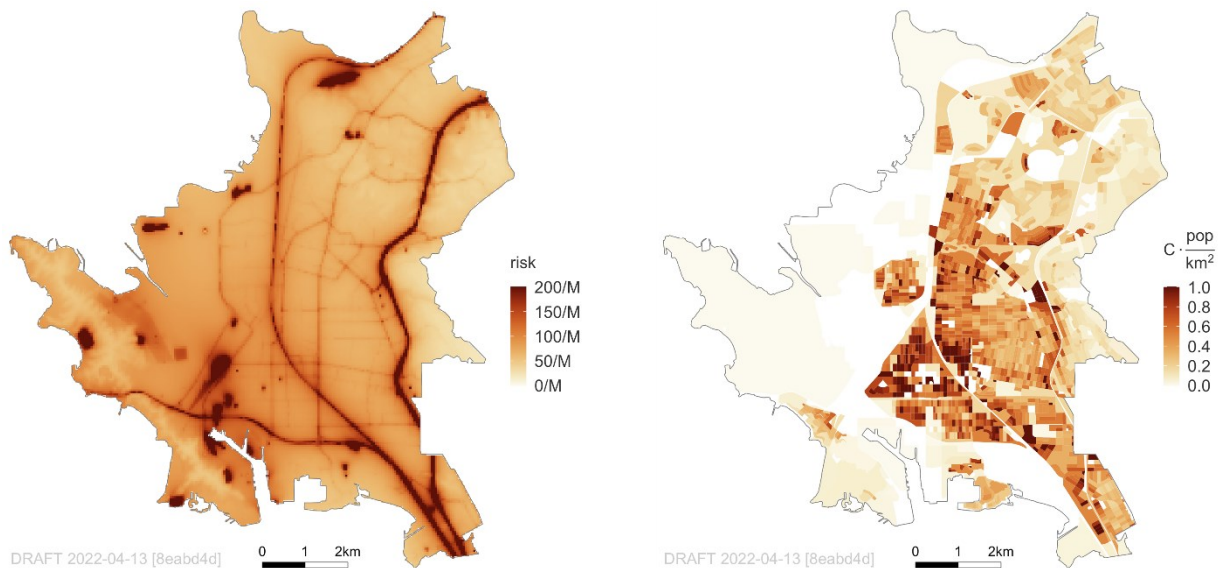 risk
200/M
150/M
100/M
50/M
0/M
DRAFT 2022-04-13 [8eabd4d]
0 1 2km
C · pop
km²
1.0
0.8
0.6
0.4
0.2
0.0
DRAFT 2022-04-13 [8eabd4d]
0 1 2km